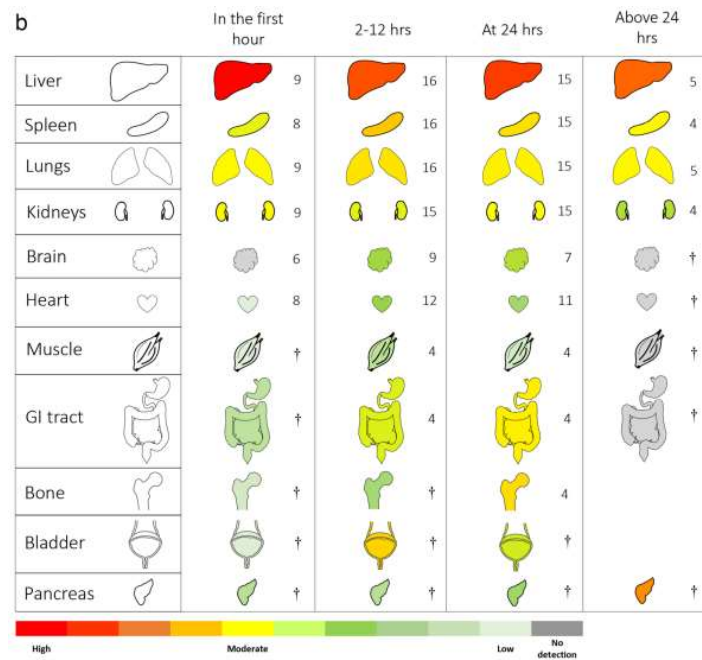 b
In the first hour 2-12 hrs At 24 hrs Above 24 hrs
Liver 9 16 15 5
Spleen 8 16 15 4
Lungs 9 16 15 5
Kidneys 9 15 15 4
Brain 6 9 7 †
Heart 8 12 11 †
Muscle † 4 4 †
GI tract † 4 4 †
Bone † † 4
Bladder † † †
Pancreas † † † †
High Moderate Low No detection